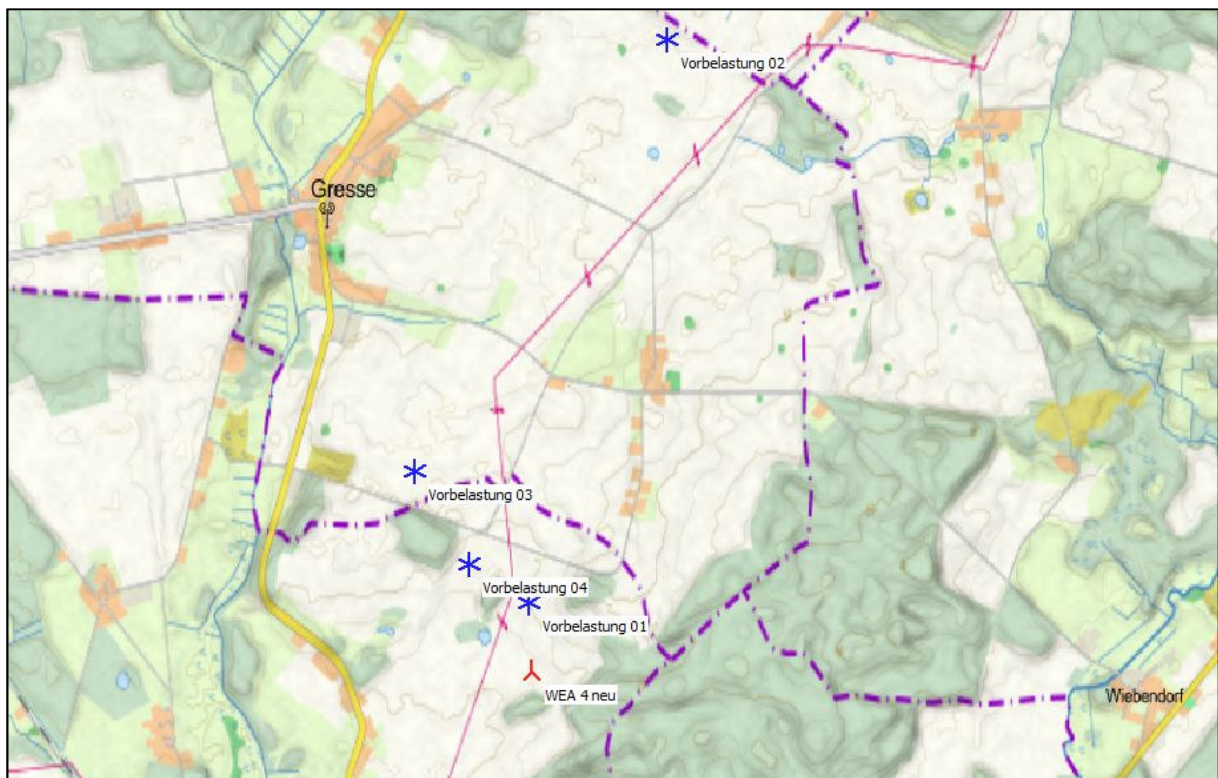 Vorbelastung 02
Gresse
Vorbelastung 03
Vorbelastung 04
Vorbelastung 01
WEA 4 neu
Wiebendorf